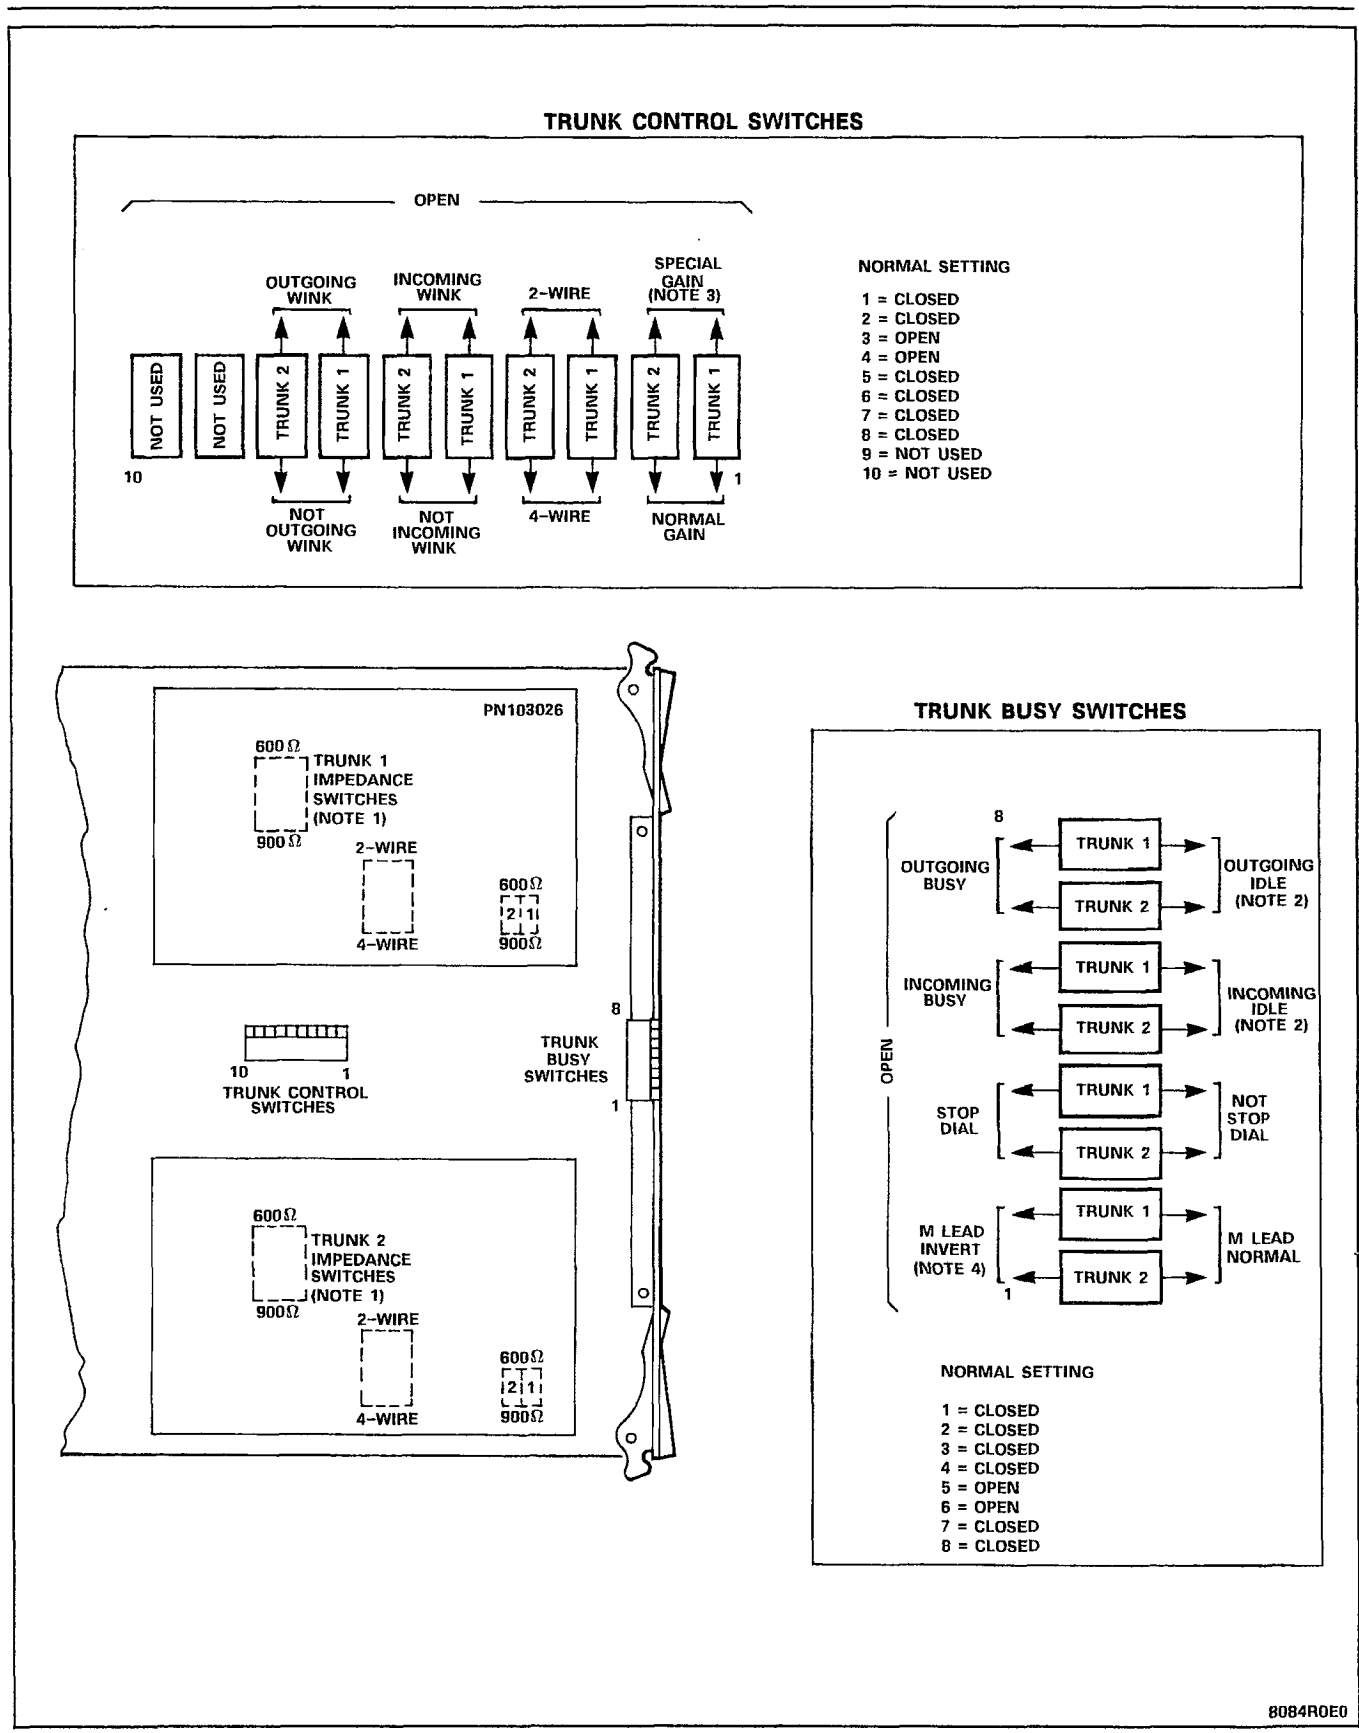 TRUNK CONTROL SWITCHES
OPEN
OUTGOING
WINK
INCOMING
WINK
2-WIRE
SPECIAL
GAIN
(NOTE 3)
NOT USED
NOT USED
TRUNK 2
TRUNK 1
TRUNK 2
TRUNK 1
TRUNK 2
TRUNK 1
TRUNK 2
TRUNK 1
10
1
NOT
OUTGOING
WINK
NOT
INCOMING
WINK
4-WIRE
NORMAL
GAIN
NORMAL SETTING
1 = CLOSED
2 = CLOSED
3 = OPEN
4 = OPEN
5 = CLOSED
6 = CLOSED
7 = CLOSED
8 = CLOSED
9 = NOT USED
10 = NOT USED
PN103026
600Ω
TRUNK 1
IMPEDANCE
SWITCHES
(NOTE 1)
900Ω
2-WIRE
4-WIRE
600Ω
2 1
900Ω
8
TRUNK
BUSY
SWITCHES
1
10 1
TRUNK CONTROL
SWITCHES
600Ω
TRUNK 2
IMPEDANCE
SWITCHES
(NOTE 1)
900Ω
2-WIRE
4-WIRE
600Ω
2 1
900Ω
TRUNK BUSY SWITCHES
OPEN
8
OUTGOING
BUSY
TRUNK 1
TRUNK 2
OUTGOING
IDLE
(NOTE 2)
INCOMING
BUSY
TRUNK 1
TRUNK 2
INCOMING
IDLE
(NOTE 2)
STOP
DIAL
TRUNK 1
TRUNK 2
NOT
STOP
DIAL
M LEAD
INVERT
(NOTE 4)
1
TRUNK 1
TRUNK 2
M LEAD
NORMAL
NORMAL SETTING
1 = CLOSED
2 = CLOSED
3 = CLOSED
4 = CLOSED
5 = OPEN
6 = OPEN
7 = CLOSED
8 = CLOSED
8084R0E0